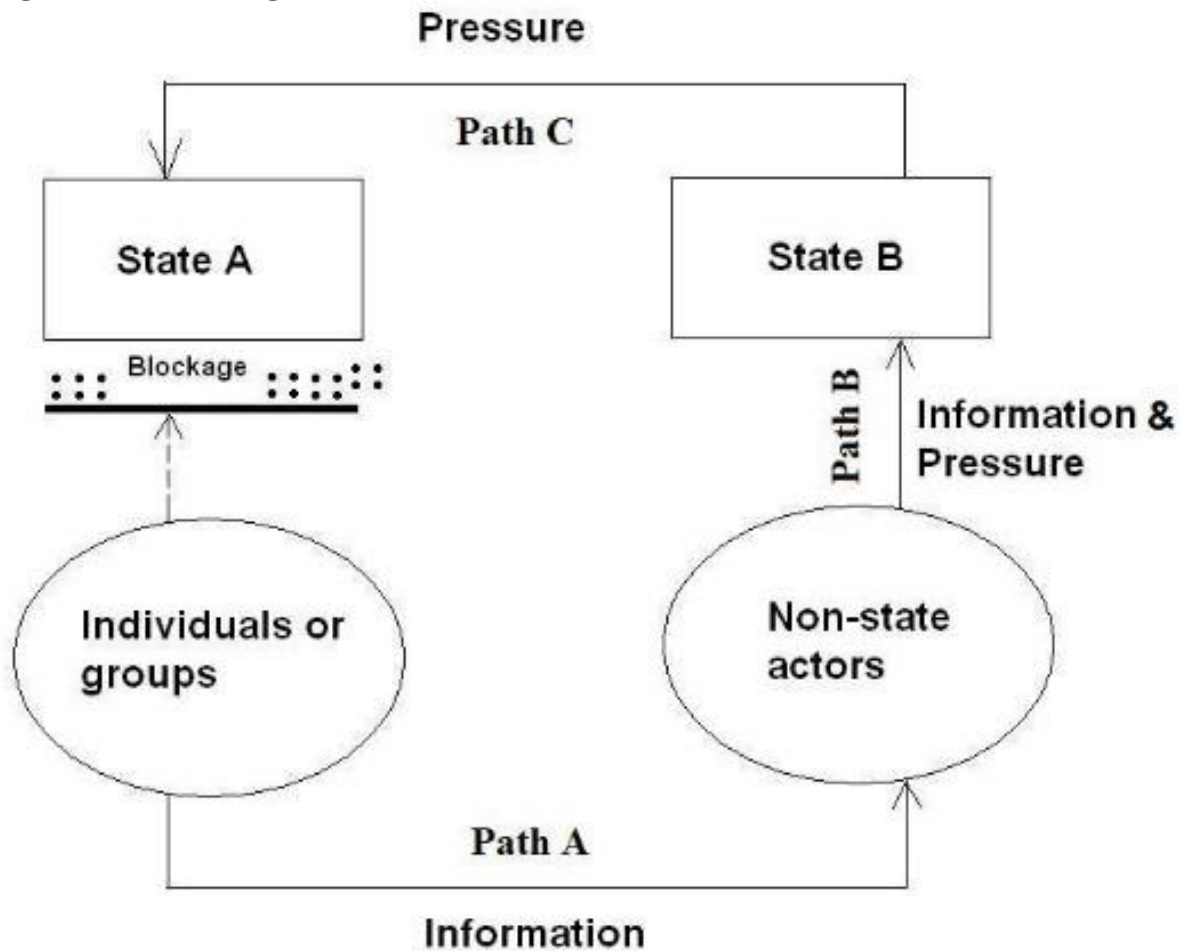 Pressure
Path C
State A
State B
Blockage
Path B
Information &
Pressure
Individuals or
groups
Non-state
actors
Path A
Information